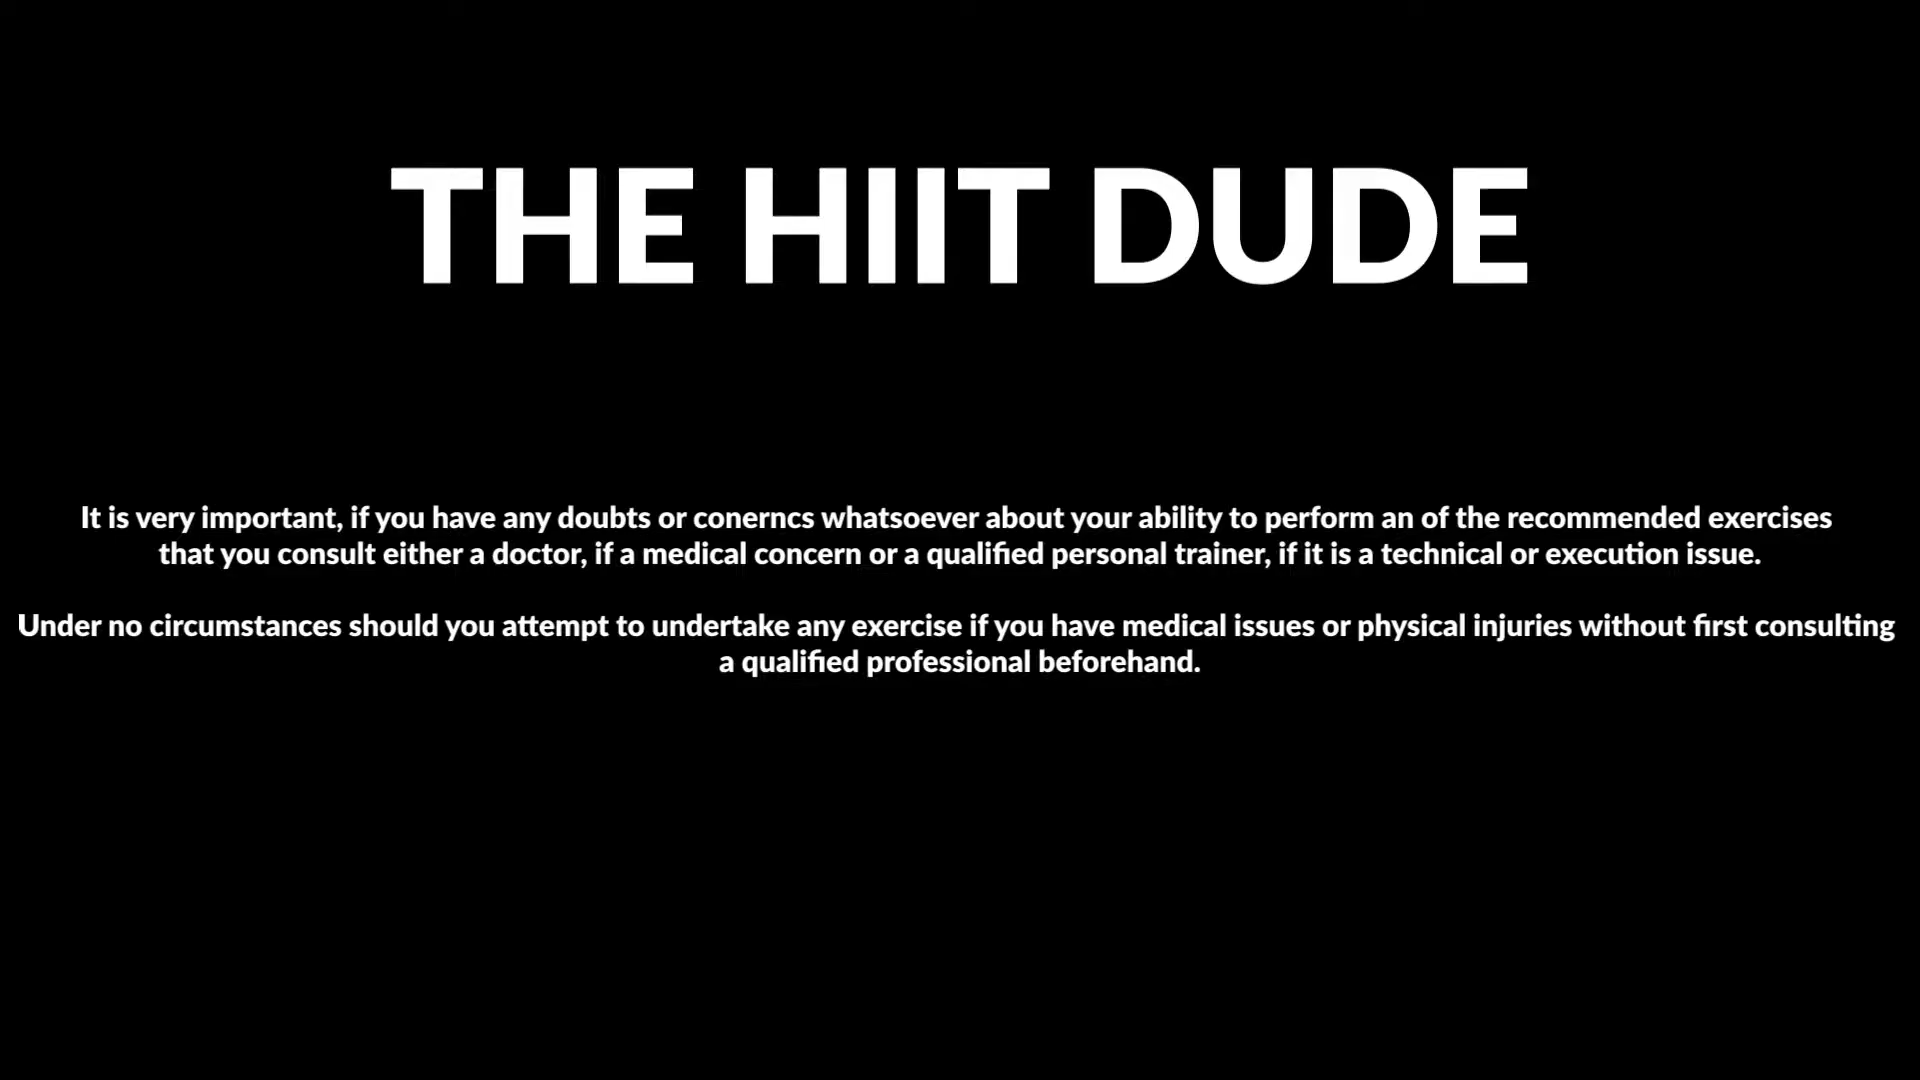 THE HIIT DUDE
It is very important, if you have any doubts or conerncs whatsoever about your ability to perform an of the recommended exercises
that you consult either a doctor, if a medical concern or a qualified personal trainer, if it is a technical or execution issue.
Under no circumstances should you attempt to undertake any exercise if you have medical issues or physical injuries without first consulting
a qualified professional beforehand.